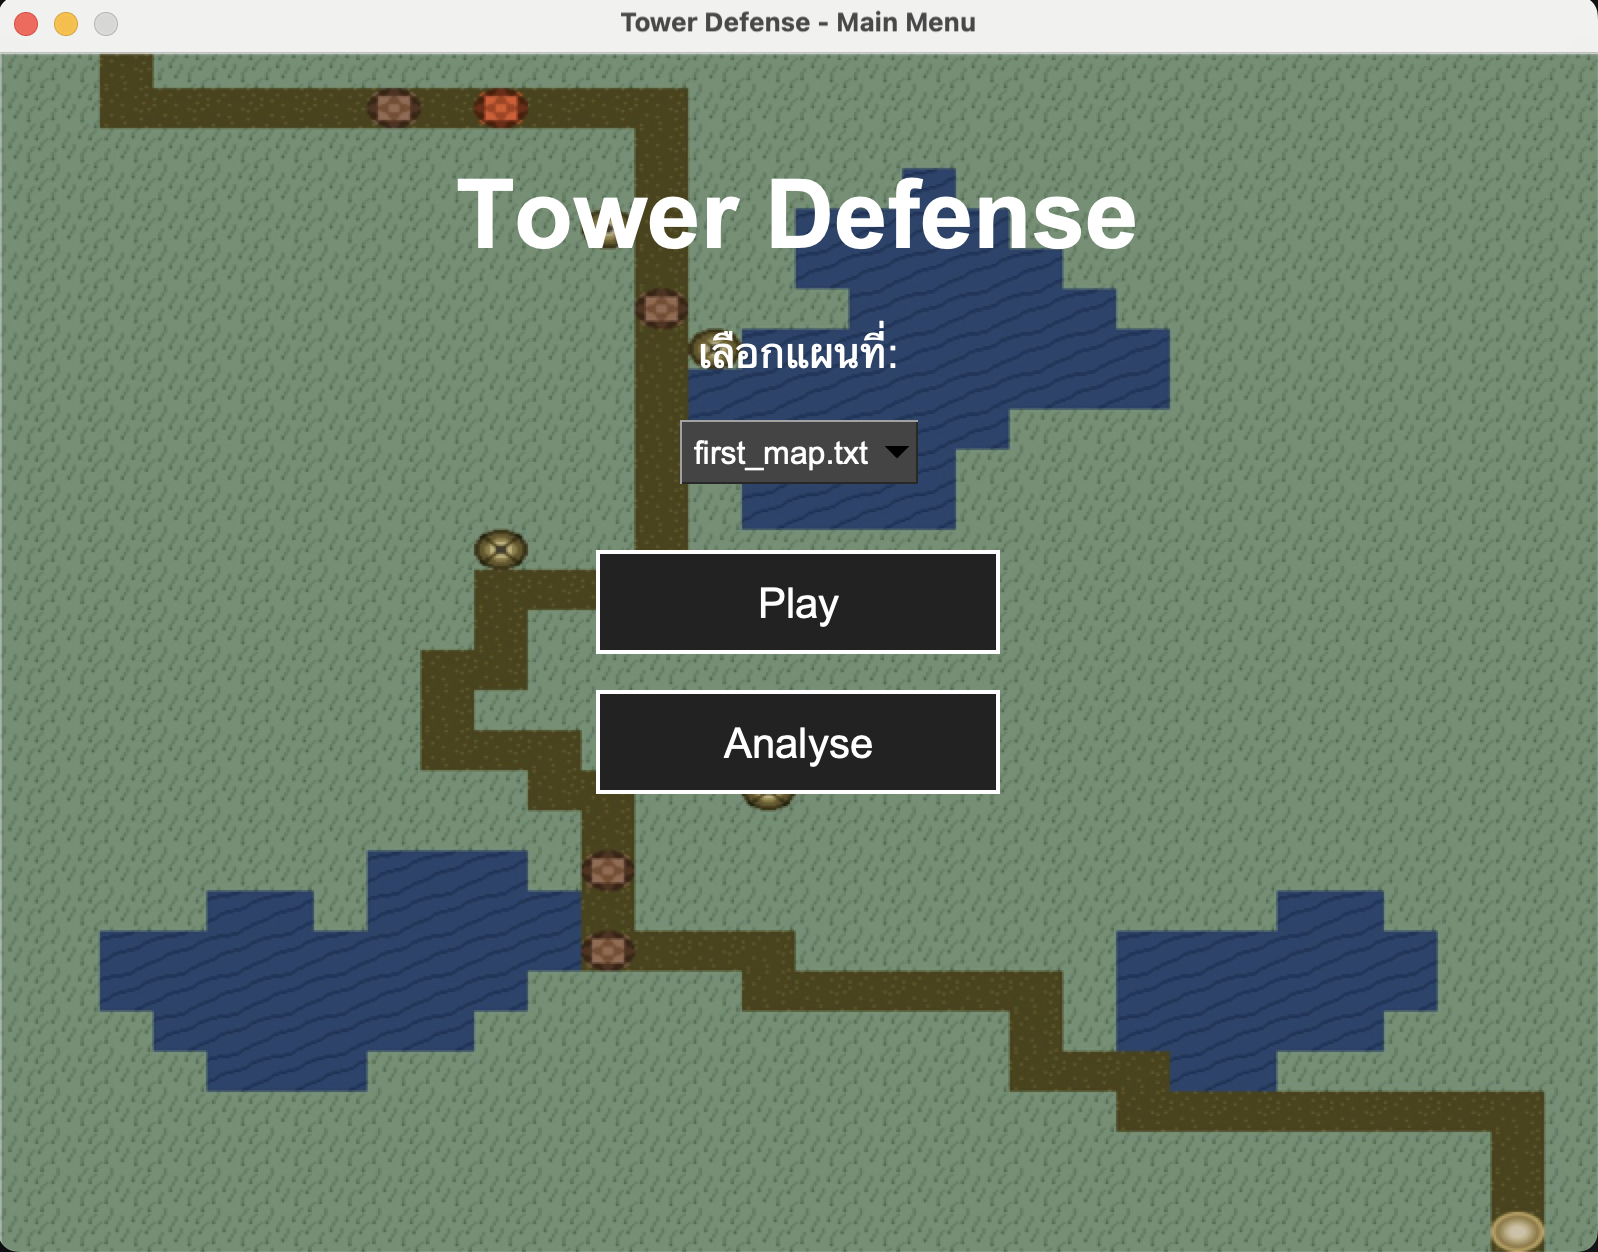 Tower Defense - Main Menu
Tower Defense
เลือกแผนที่:
first_map.txt
Play
Analyse